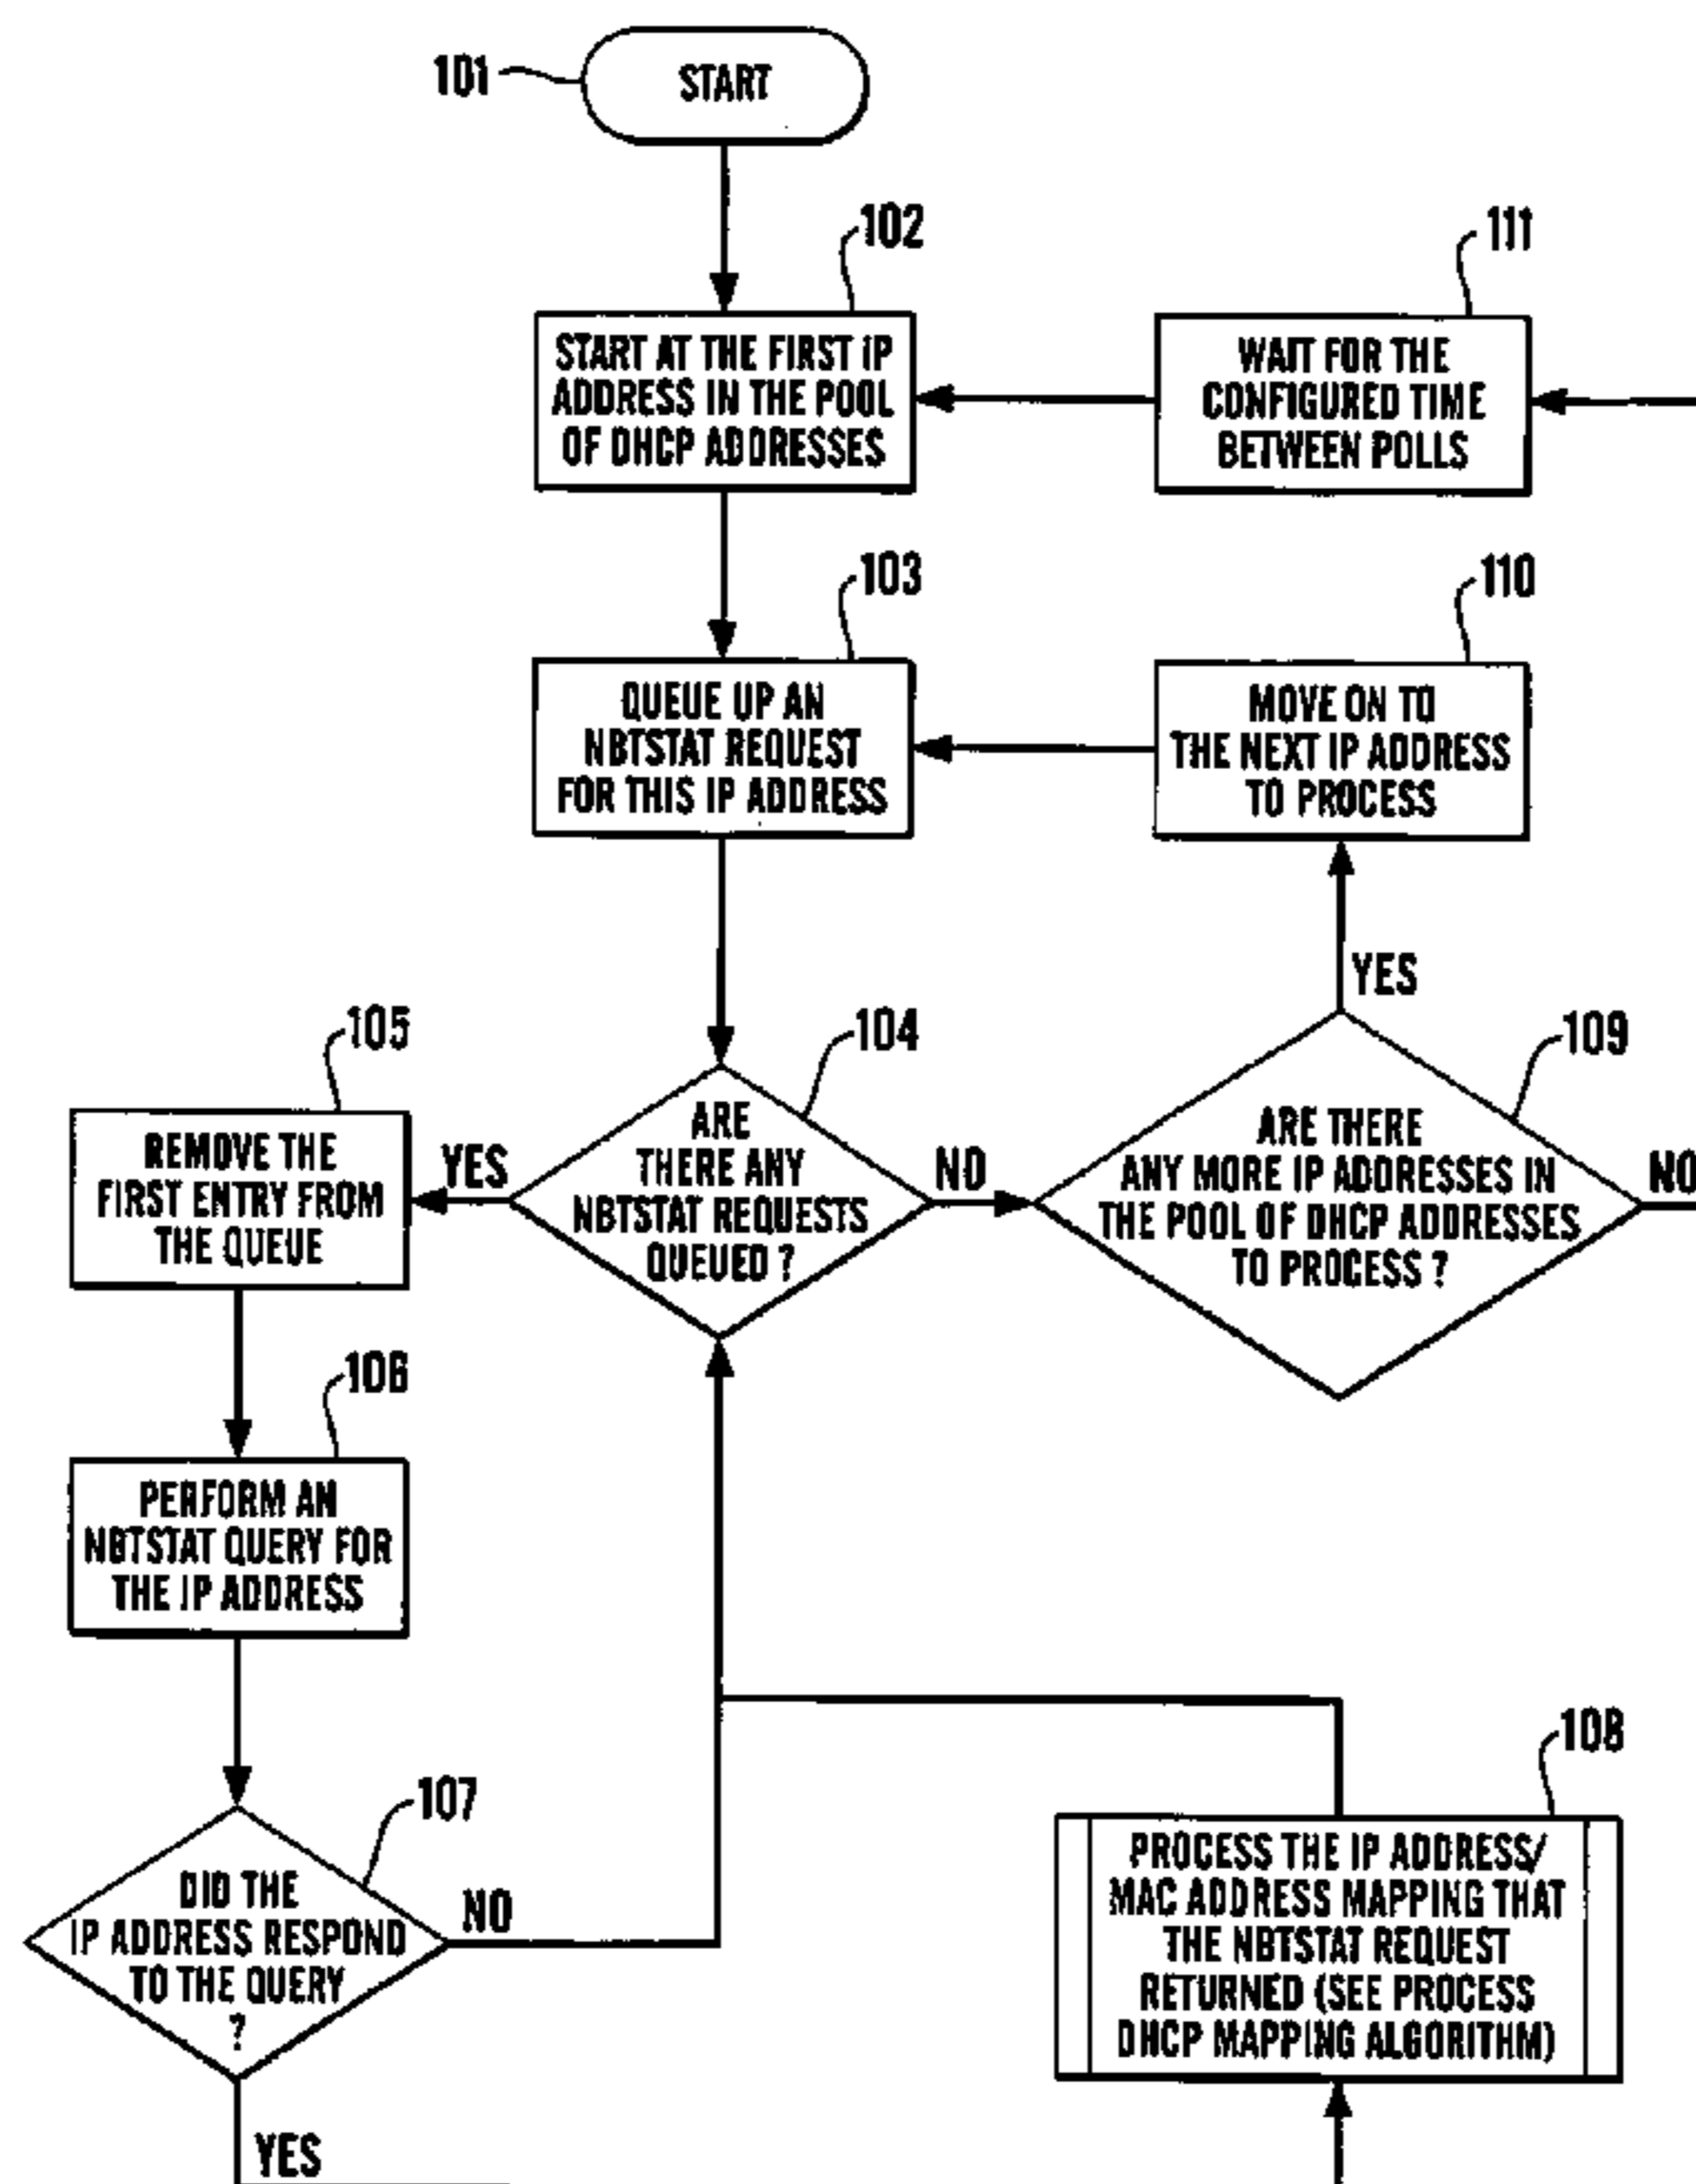 101
START
102
START AT THE FIRST IP
ADDRESS IN THE POOL
OF DHCP ADDRESSES
111
WAIT FOR THE
CONFIGURED TIME
BETWEEN POLLS
103
QUEUE UP AN
NBTSTAT REQUEST
FOR THIS IP ADDRESS
110
MOVE ON TO
THE NEXT IP ADDRESS
TO PROCESS
YES
105
REMOVE THE
FIRST ENTRY FROM
THE QUEUE
YES
104
ARE
THERE ANY
NBTSTAT REQUESTS
QUEUED ?
NO
109
ARE THERE
ANY MORE IP ADDRESSES IN
THE POOL OF DHCP ADDRESSES
TO PROCESS ?
NO
106
PERFORM AN
NBTSTAT QUERY FOR
THE IP ADDRESS
107
DID THE
IP ADDRESS RESPOND
TO THE QUERY
?
NO
YES
108
PROCESS THE IP ADDRESS/
MAC ADDRESS MAPPING THAT
THE NBTSTAT REQUEST
RETURNED (SEE PROCESS
DHCP MAPPING ALGORITHM)